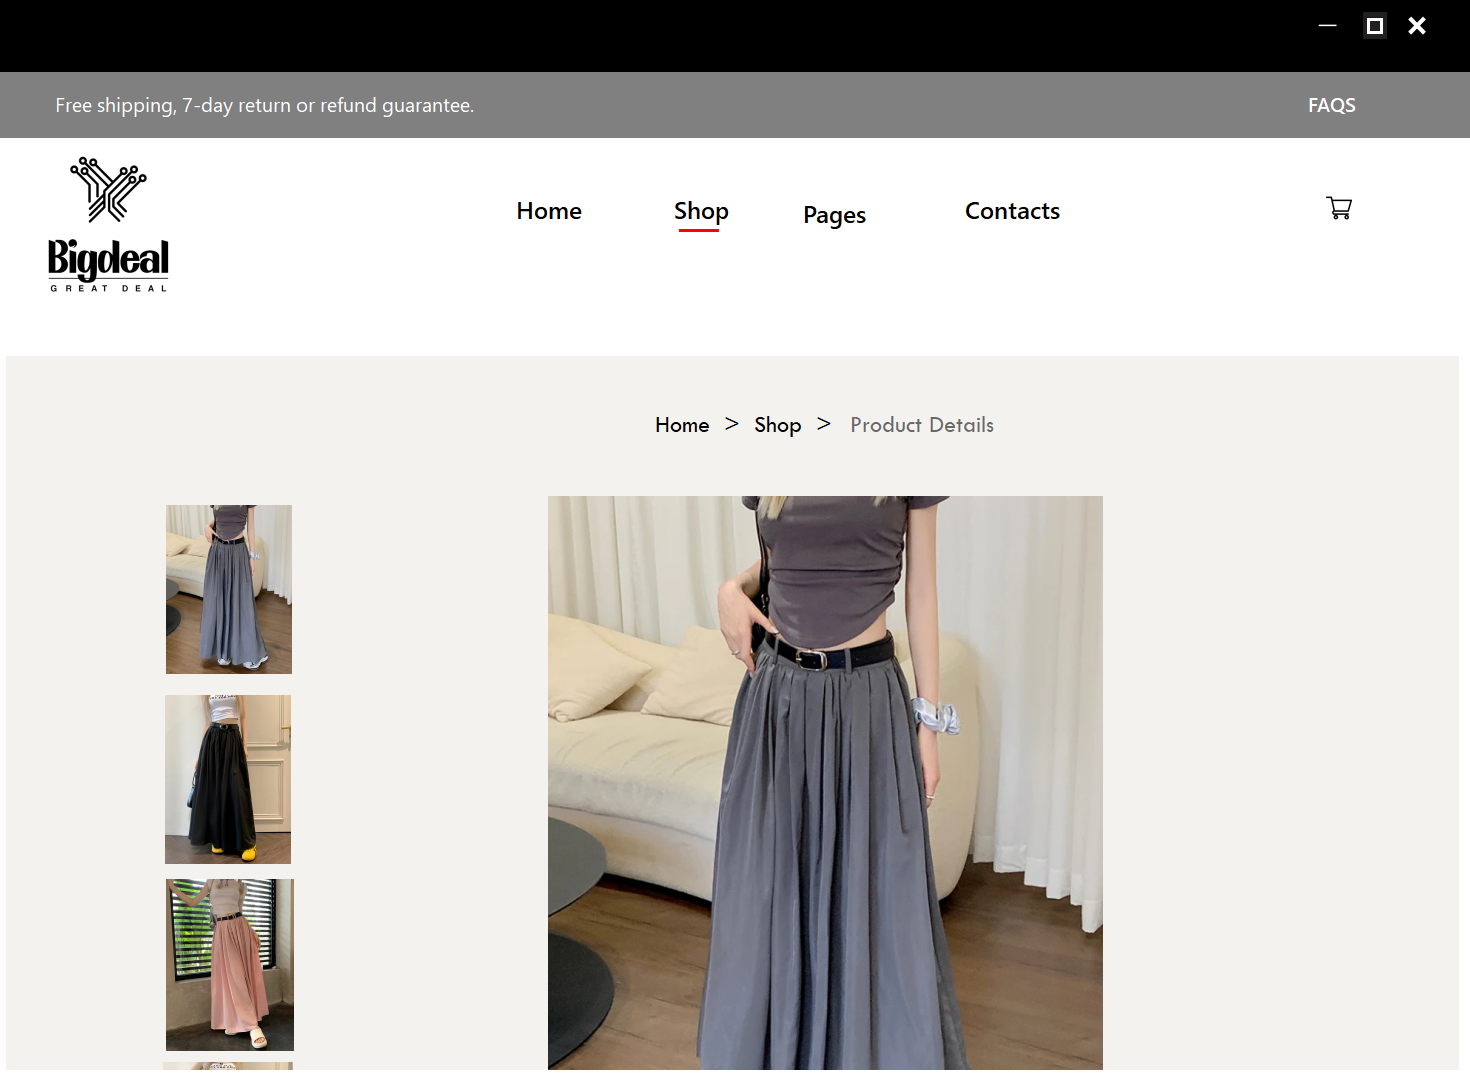 Free shipping, 7-day return or refund guarantee.
FAQS
Bigdeal
GREAT DEAL
Home
Shop
Pages
Contacts
Home > Shop > Product Details